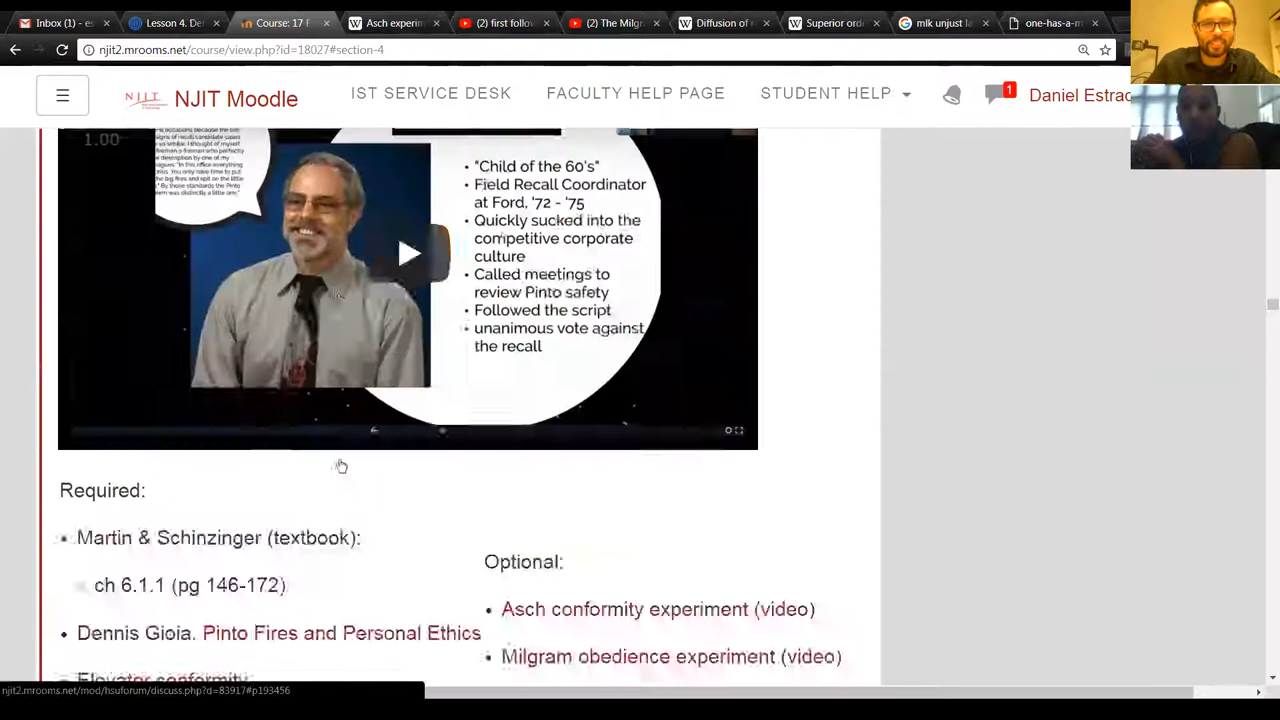 Inbox (1) - es
Lesson 4. De
Course: 17 F
Asch experim
(2) first follow
(2) The Milgr
Diffusion of
Superior ord
mlk unjust la
one-has-a-m
njit2.mrooms.net/course/view.php?id=18027#section-4
NJIT
NJIT Moodle
IST SERVICE DESK
FACULTY HELP PAGE
STUDENT HELP
1
Daniel Estrad
1.00
• "Child of the 60's"
• Field Recall Coordinator
at Ford, '72 - '75
• Quickly sucked into the
competitive corporate
culture
• Called meetings to
review Pinto safety
• Followed the script
• unanimous vote against
the recall
Required:
• Martin & Schinzinger (textbook):
ch 6.1.1 (pg 146-172)
• Dennis Gioia. Pinto Fires and Personal Ethics
Elevator conformity
Optional:
• Asch conformity experiment (video)
• Milgram obedience experiment (video)
njit2.mrooms.net/mod/hsuforum/discuss.php?d=83917#p193456